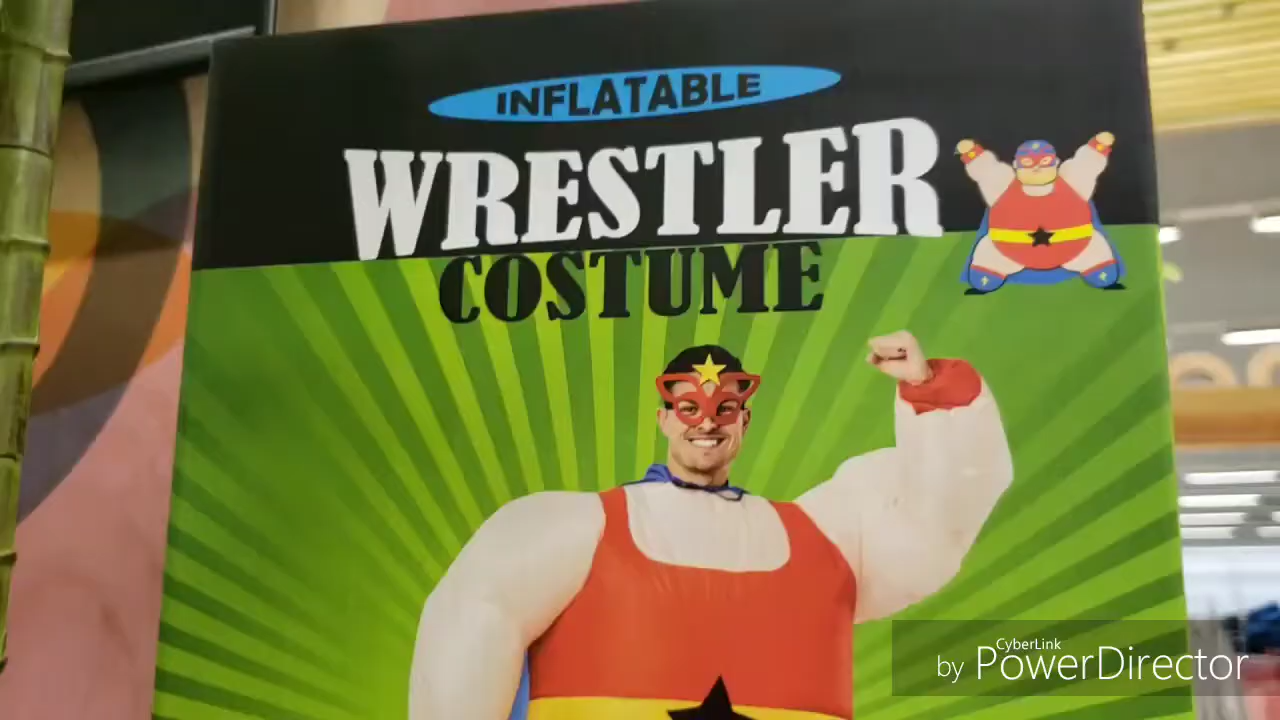 INFLATABLE
WRESTLER
COSTUME
CyberLink
by PowerDirector